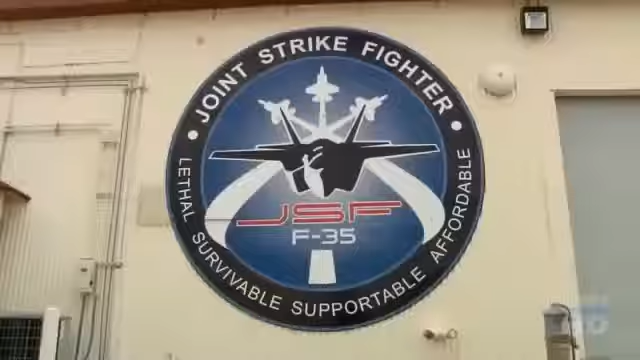 • JOINT STRIKE FIGHTER •
JSF
F-35
LETHAL SURVIVABLE SUPPORTABLE AFFORDABLE